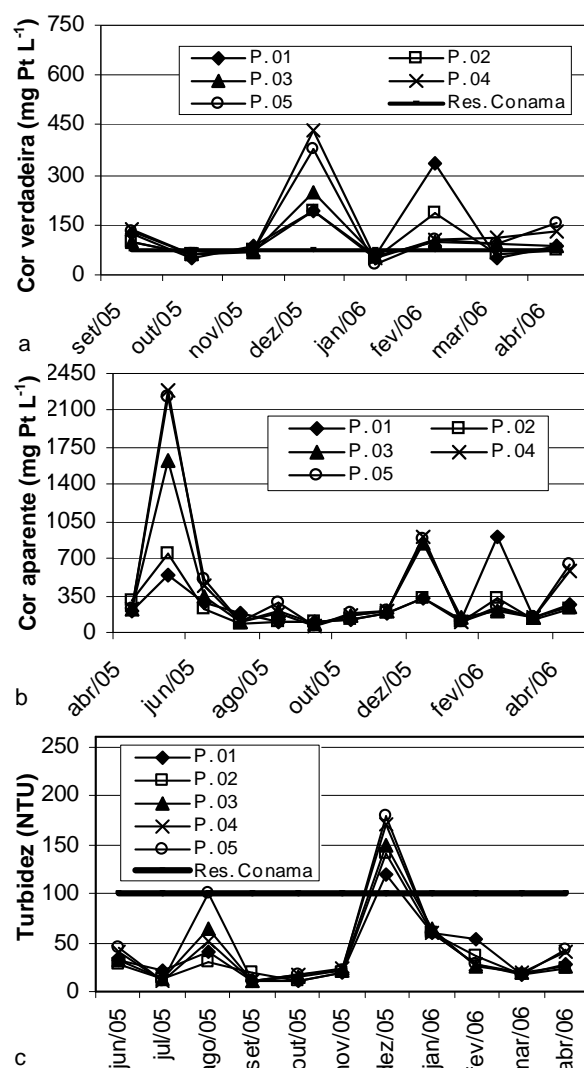 Cor verdadeira (mg Pt L-1)
750
600
450
300
150
0
P. 01
P. 02
P. 03
P. 04
P. 05
Res. Conama
set/05
out/05
nov/05
dez/05
jan/06
fev/06
mar/06
abr/06
a
Cor aparente (mg Pt L-1)
2450
2100
1750
1400
1050
700
350
0
P. 01
P. 02
P. 03
P. 04
P. 05
abr/05
jun/05
ago/05
out/05
dez/05
fev/06
abr/06
b
Turbidez (NTU)
250
200
150
100
50
0
P. 01
P. 02
P. 03
P. 04
P. 05
Res. Conama
jun/05
jul/05
ago/05
set/05
out/05
nov/05
dez/05
jan/06
fev/06
mar/06
abr/06
c